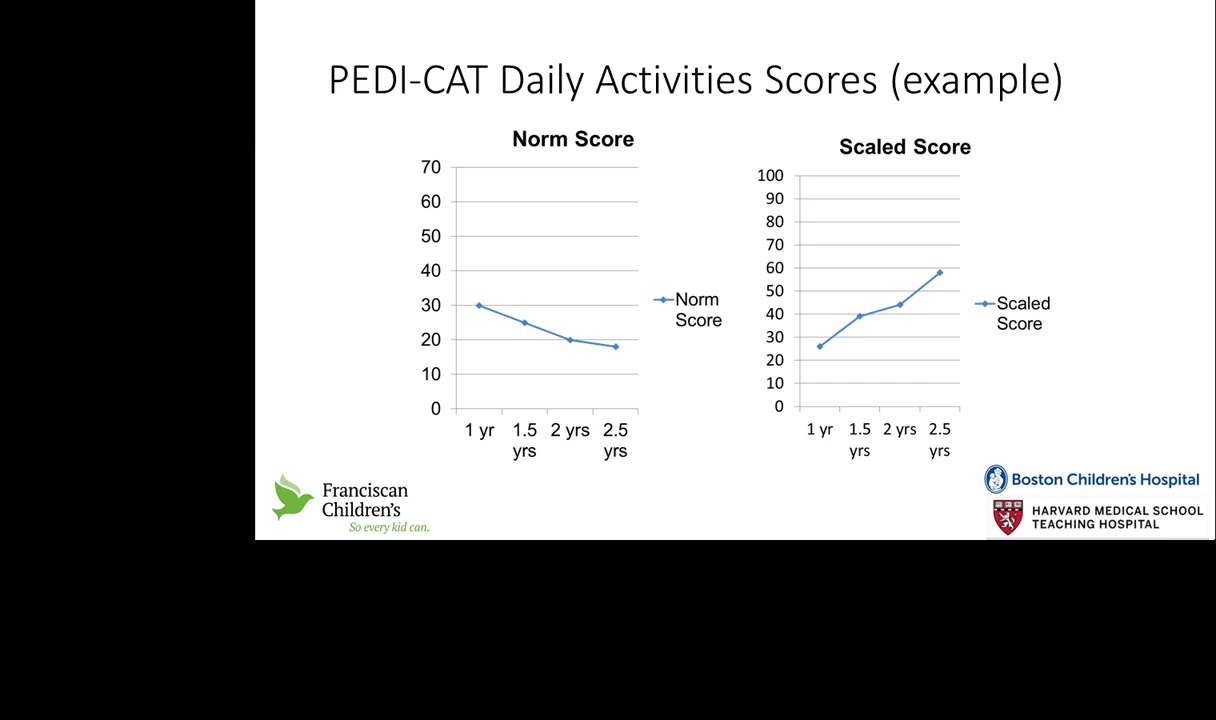 PEDI-CAT Daily Activities Scores (example)
Norm Score
70
60
50
40
30
20
10
0
1 yr
1.5
yrs
2 yrs
2.5
yrs
Norm
Score
Scaled Score
100
90
80
70
60
50
40
30
20
10
0
1 yr
1.5
yrs
2 yrs
2.5
yrs
Scaled
Score
Franciscan
Children's
So every kid can.
Boston Children's Hospital
HARVARD MEDICAL SCHOOL
TEACHING HOSPITAL